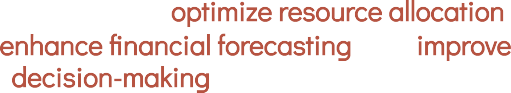 optimize resource allocation
enhance financial forecasting improve
decision-making